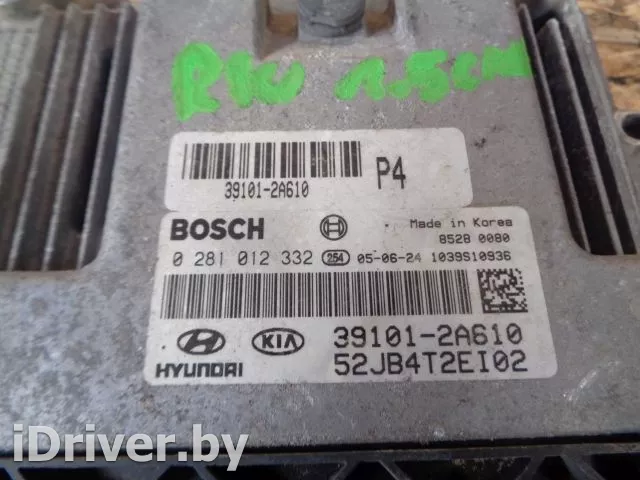 RIO 1.5CRD
39101-2A610
P4
BOSCH
Made in Korea
8528 0080
0 281 012 332 254 05-06-24 1039S10936
HYUNDAI
KIA
39101-2A610
52JB4T2EI02
iDriver.by